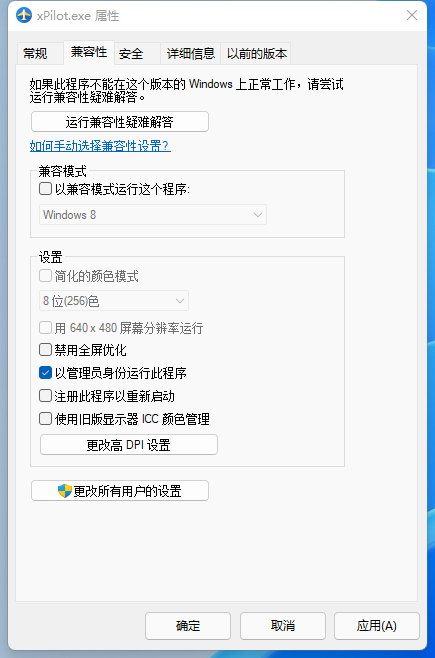 xPilot.exe 属性
常规 兼容性 安全 详细信息 以前的版本
如果此程序不能在这个版本的 Windows 上正常工作，请尝试
运行兼容性疑难解答。
运行兼容性疑难解答
如何手动选择兼容性设置?
兼容模式
以兼容模式运行这个程序:
Windows 8
设置
简化的颜色模式
8 位(256)色
用 640 x 480 屏幕分辨率运行
禁用全屏优化
以管理员身份运行此程序
注册此程序以重新启动
使用旧版显示器 ICC 颜色管理
更改高 DPI 设置
更改所有用户的设置
确定 取消 应用(A)